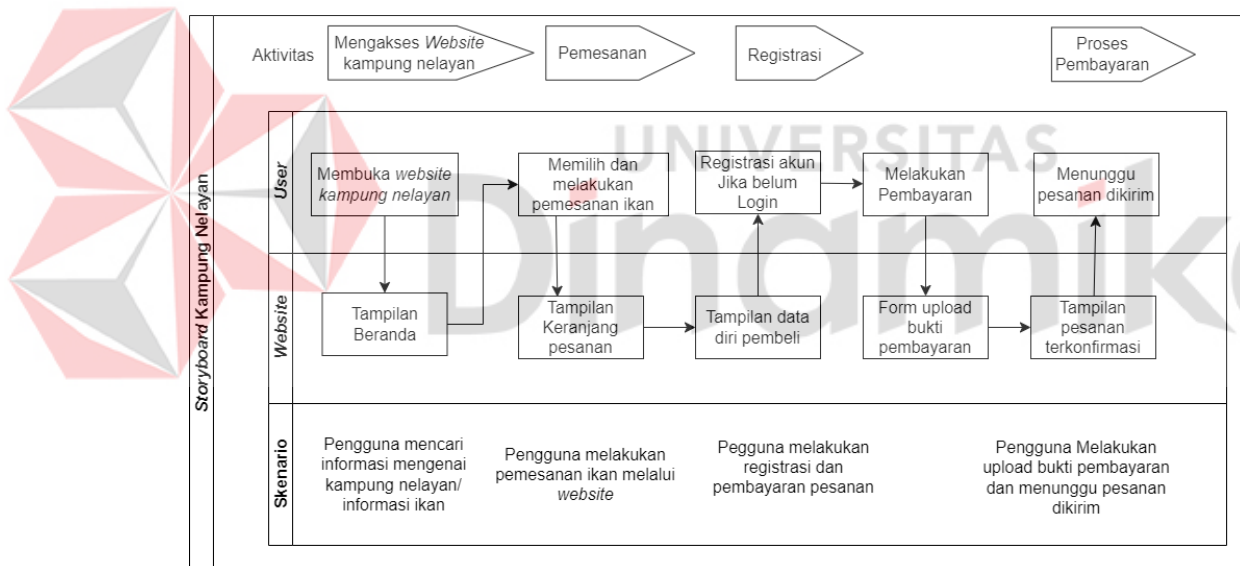 Storyboard Kampung Nelayan
Aktivitas
Mengakses Website
kampung nelayan
Pemesanan
Registrasi
Proses
Pembayaran
UNIVERSITAS
Dinamika
User
Membuka website
kampung nelayan
Memilih dan
melakukan
pemesanan ikan
Registrasi akun
Jika belum
Login
Melakukan
Pembayaran
Menunggu
pesanan dikirim
Website
Tampilan
Beranda
Tampilan
Keranjang
pesanan
Tampilan data
diri pembeli
Form upload
bukti
pembayaran
Tampilan
pesanan
terkonfirmasi
Skenario
Pengguna mencari
informasi mengenai
kampung nelayan/
informasi ikan
Pengguna melakukan
pemesanan ikan melalui
website
Pegguna melakukan
registrasi dan
pembayaran pesanan
Pengguna Melakukan
upload bukti pembayaran
dan menunggu pesanan
dikirim